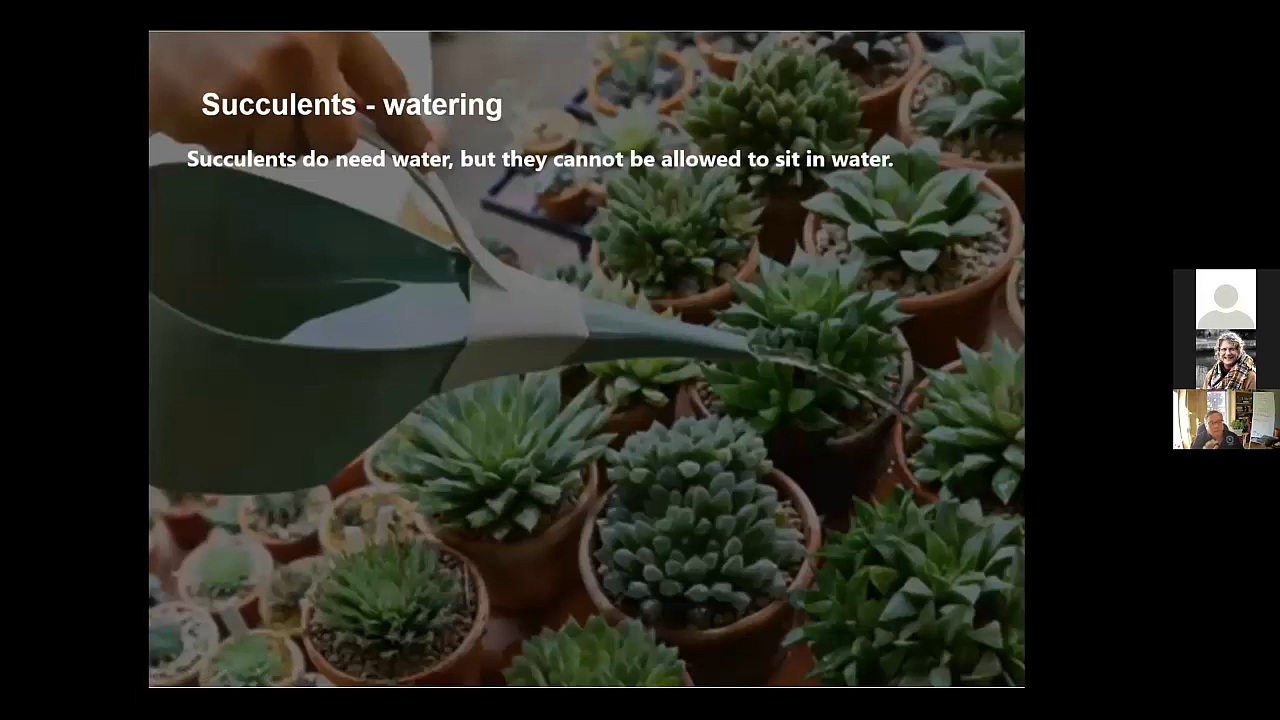 Succulents - watering
Succulents do need water, but they cannot be allowed to sit in water.